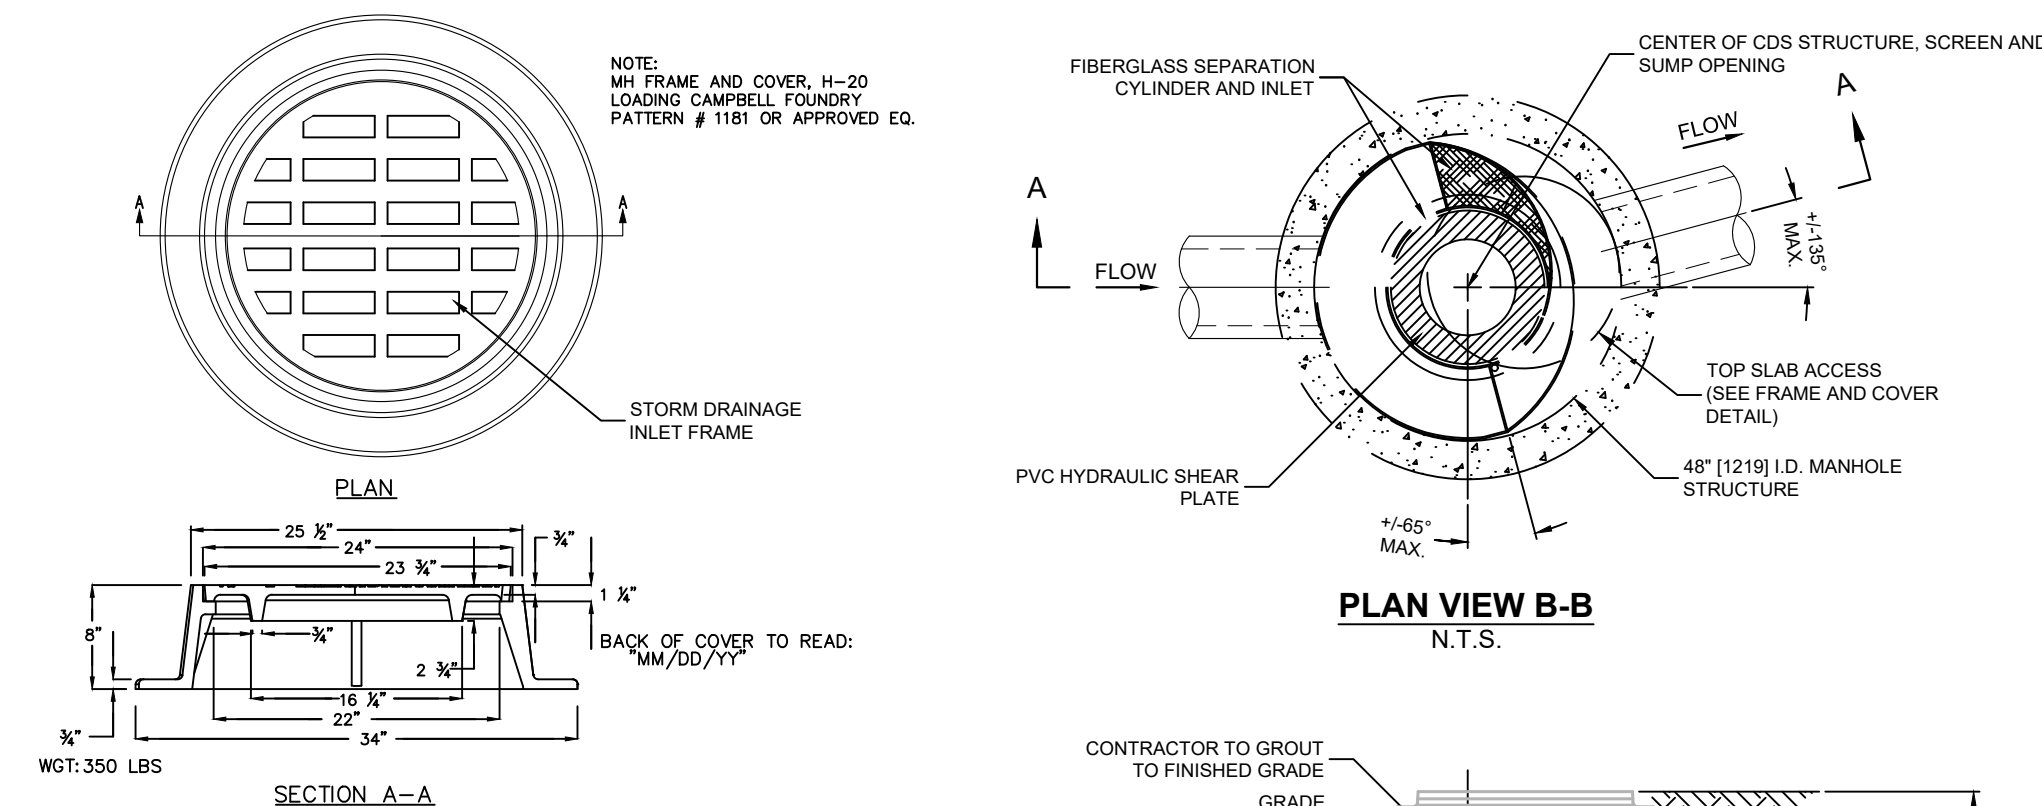 NOTE:
MH FRAME AND COVER, H-20
LOADING CAMPBELL FOUNDRY
PATTERN # 1181 OR APPROVED EQ.
A
A
STORM DRAINAGE
INLET FRAME
PLAN
25 ½"
24"
23 ¾"
¾"
1 ¼"
8"
¾"
2 ¾"
BACK OF COVER TO READ:
"MM/DD/YY"
16 ¼"
22"
34"
¾"
WGT: 350 LBS
SECTION A-A
FIBERGLASS SEPARATION
CYLINDER AND INLET
CENTER OF CDS STRUCTURE, SCREEN AND
SUMP OPENING
A
FLOW
A
FLOW
+/-135°
MAX.
TOP SLAB ACCESS
(SEE FRAME AND COVER
DETAIL)
PVC HYDRAULIC SHEAR
PLATE
48" [1219] I.D. MANHOLE
STRUCTURE
+/-65°
MAX.
PLAN VIEW B-B
N.T.S.
CONTRACTOR TO GROUT
TO FINISHED GRADE
GRADE